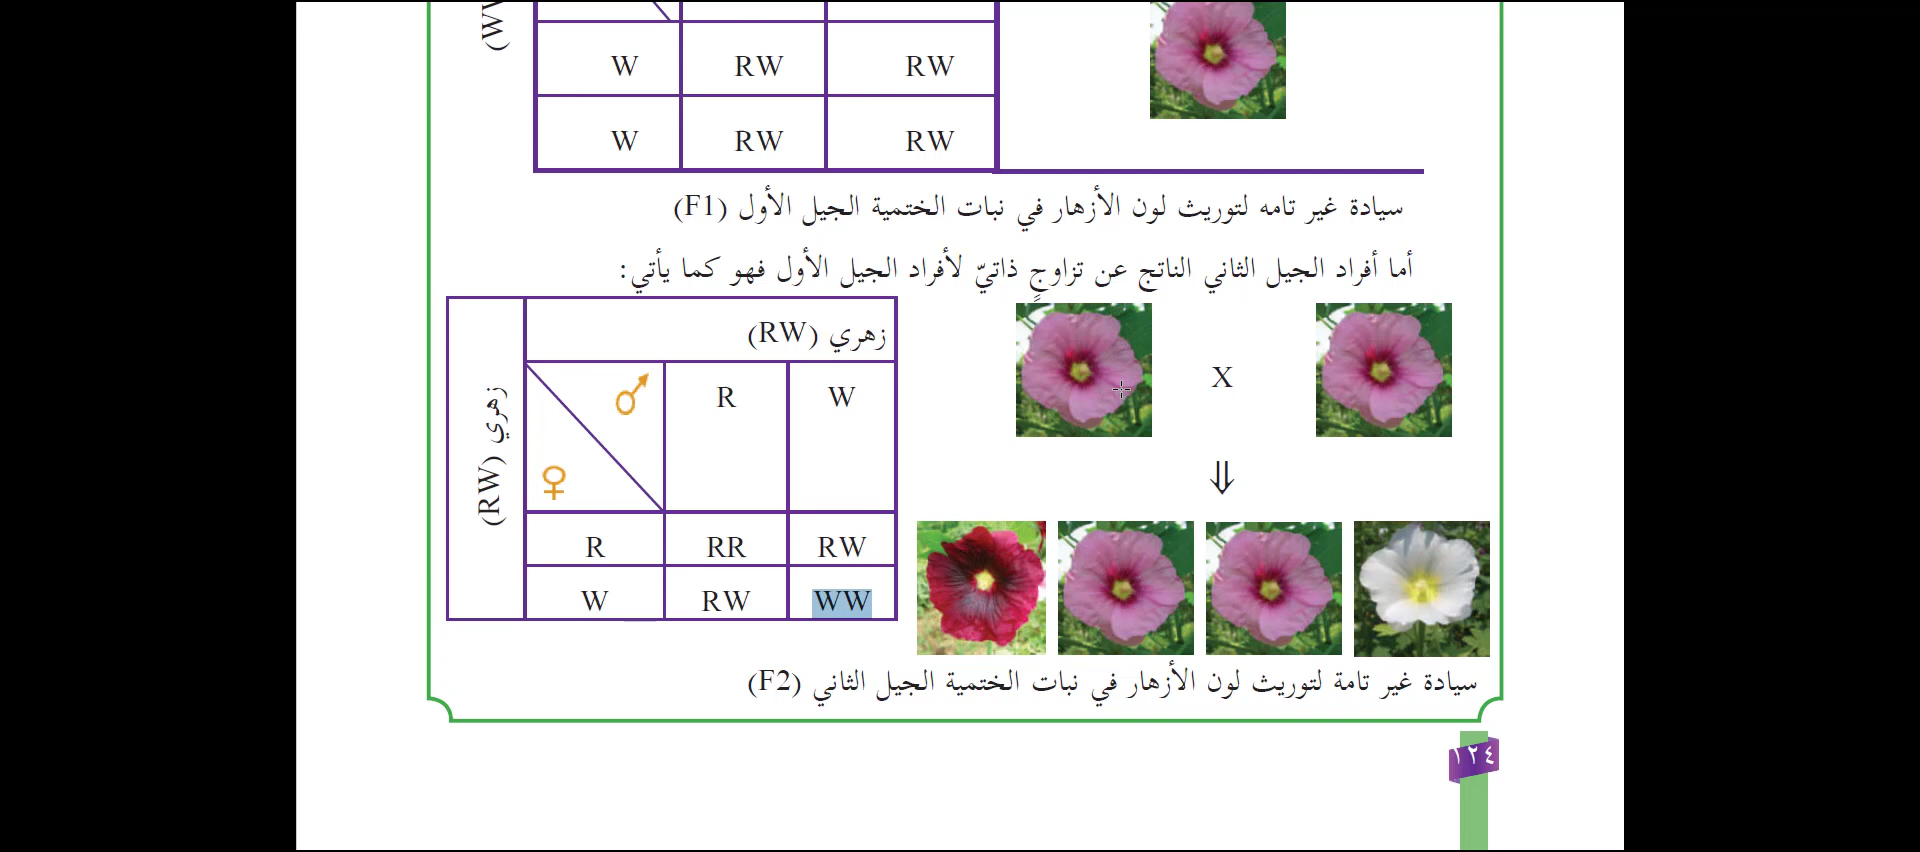 (WW)
W RW RW
W RW RW
سيادة غير تامه لتوريث لون الأزهار في نبات الختمية الجيل الأول (F1)
أما أفراد الجيل الثاني الناتج عن تزاوجٍ ذاتيّ لأفراد الجيل الأول فهو كما يأتي:
زهري (RW)
زهري (RW)
♂ R W
♀
X
⇓
R RR RW
W RW WW
سيادة غير تامة لتوريث لون الأزهار في نبات الختمية الجيل الثاني (F2)
١٢٤